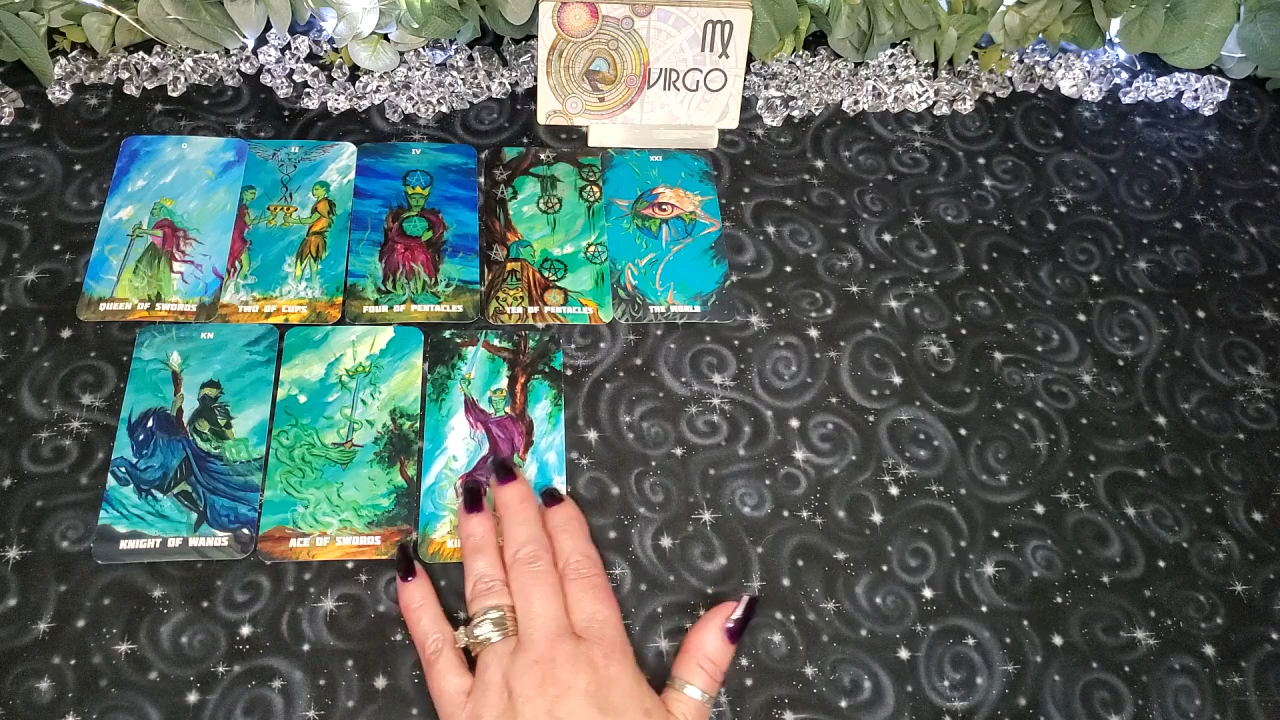 ♍
VIRGO
Q
II
IV
X
XXI
QUEEN OF SWORDS
TWO OF CUPS
FOUR OF PENTACLES
TEN OF PENTACLES
THE WORLD
KN
KNIGHT OF WANDS
ACE OF SWORDS